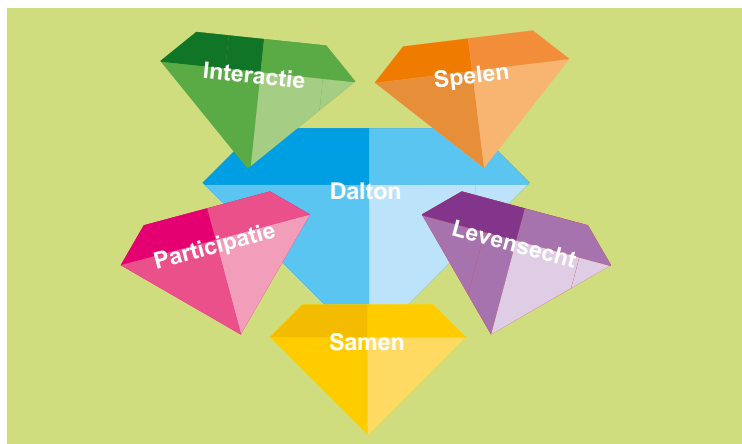 Interactie
Spelen
Dalton
Participatie
Levensecht
Samen